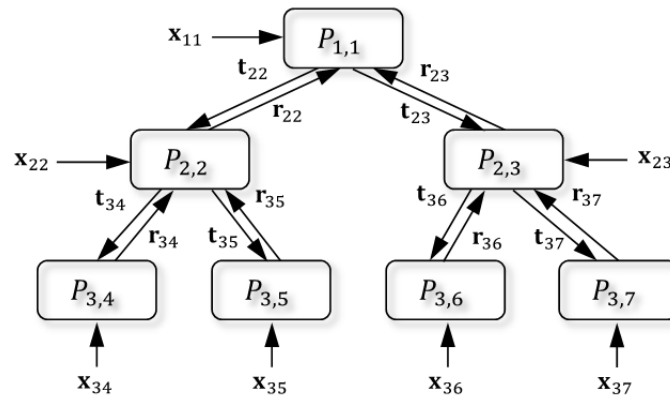 x₁₁ P₁,₁
t₂₂ r₂₂ t₂₃ r₂₃
x₂₂ P₂,₂ P₂,₃ x₂₃
t₃₄ r₃₄ t₃₅ r₃₅ t₃₆ r₃₆ t₃₇ r₃₇
P₃,₄ P₃,₅ P₃,₆ P₃,₇
x₃₄ x₃₅ x₃₆ x₃₇